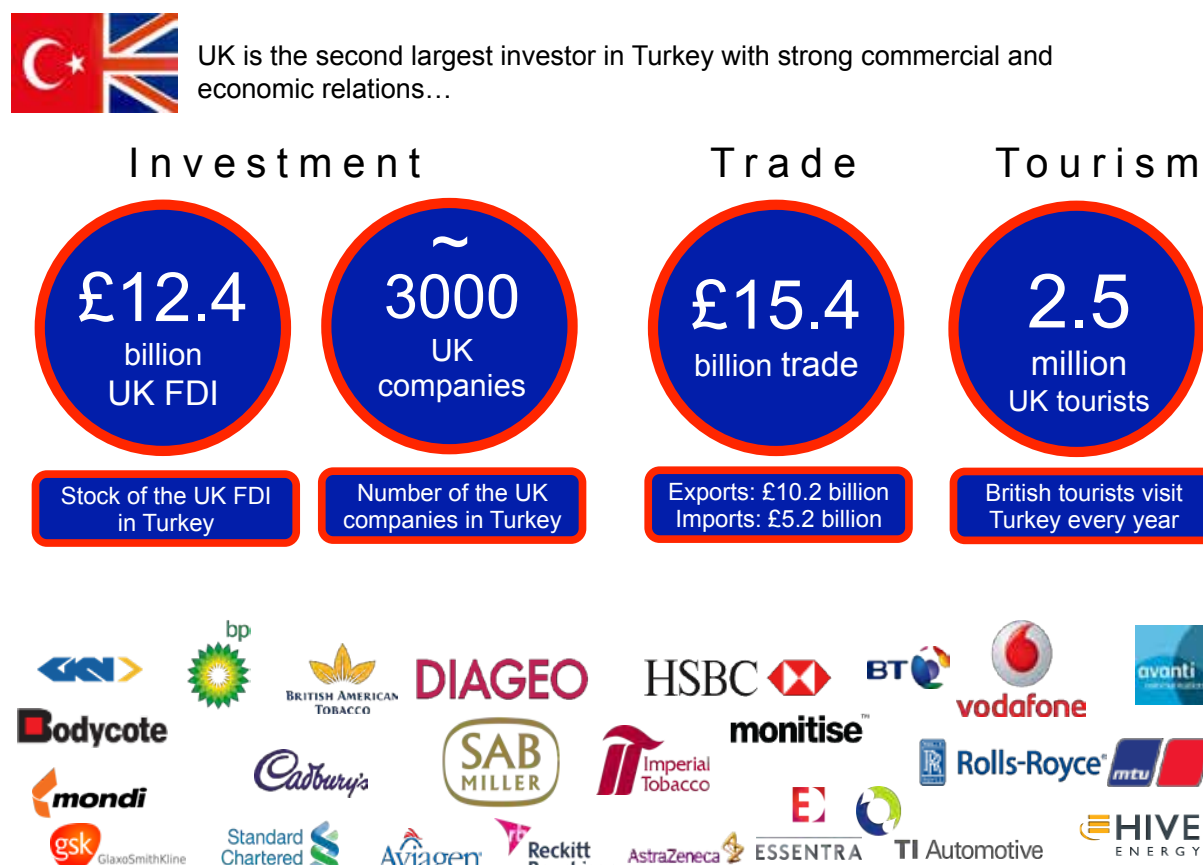 UK is the second largest investor in Turkey with strong commercial and
economic relations…
Investment
Trade
Tourism
£12.4
billion
UK FDI
~
3000
UK
companies
£15.4
billion trade
2.5
million
UK tourists
Stock of the UK FDI
in Turkey
Number of the UK
companies in Turkey
Exports: £10.2 billion
Imports: £5.2 billion
British tourists visit
Turkey every year
GKN
bp
BRITISH AMERICAN
TOBACCO
DIAGEO
HSBC
BT
vodafone
avanti
Bodycote
Cadbury's
SAB
MILLER
Imperial
Tobacco
monitise™
Rolls-Royce®
mtu
mondi
gsk
GlaxoSmithKline
Standard
Chartered
Aviagen
Reckitt
AstraZeneca
ESSENTRA
TI Automotive
HIVE
ENERGY